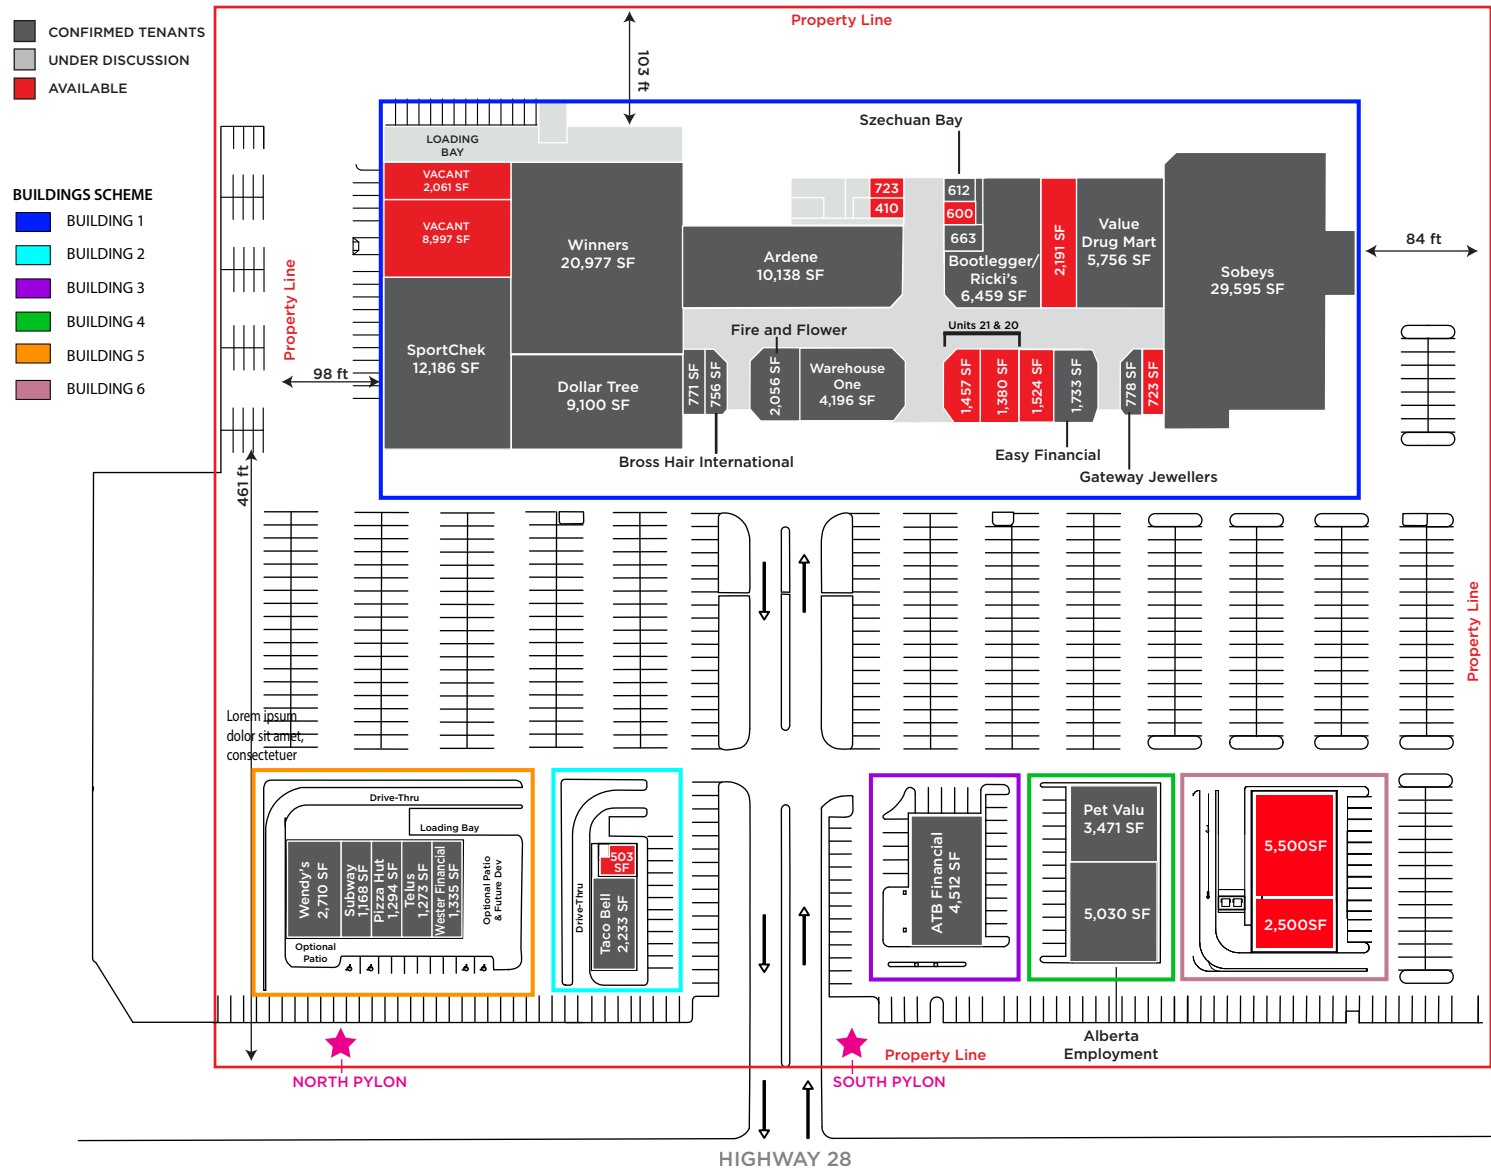 CONFIRMED TENANTS
UNDER DISCUSSION
AVAILABLE
BUILDINGS SCHEME
BUILDING 1
BUILDING 2
BUILDING 3
BUILDING 4
BUILDING 5
BUILDING 6
Property Line
103 ft
Szechuan Bay
LOADING
BAY
VACANT
2,061 SF
VACANT
8,997 SF
Winners
20,977 SF
SportChek
12,186 SF
Dollar Tree
9,100 SF
723
410
Ardene
10,138 SF
612
600
663
Bootlegger/
Ricki's
6,459 SF
2,191 SF
Value
Drug Mart
5,756 SF
Sobeys
29,595 SF
84 ft
Property Line
98 ft
461 ft
771 SF
756 SF
Bross Hair International
Fire and Flower
2,056 SF
Warehouse
One
4,196 SF
Units 21 & 20
1,457 SF
1,380 SF
1,524 SF
1,733 SF
Easy Financial
778 SF
723 SF
Gateway Jewellers
Property Line
Lorem ipsum
dolor sit amet,
consectetuer
Drive-Thru
Loading Bay
Wendy's
2,710 SF
Subway
1,168 SF
Pizza Hut
1,294 SF
Telus
1,273 SF
Wester Financial
1,335 SF
Optional Patio
& Future Dev
Optional
Patio
Drive-Thru
503
SF
Taco Bell
2,233 SF
ATB Financial
4,512 SF
Pet Valu
3,471 SF
5,030 SF
5,500SF
2,500SF
Alberta
Employment
Property Line
NORTH PYLON
SOUTH PYLON
HIGHWAY 28